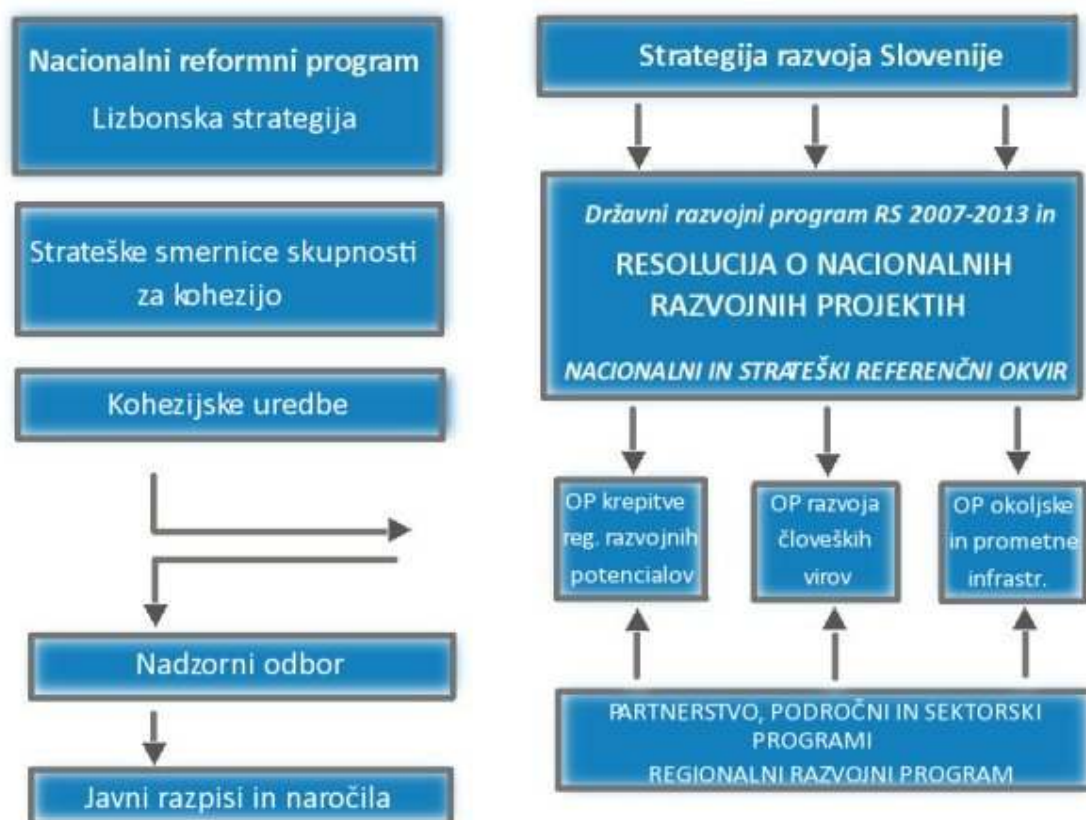 Nacionalni reformni program
Lizbonska strategija
Strateške smernice skupnosti
za kohezijo
Kohezijske uredbe
Nadzorni odbor
Javni razpisi in naročila
Strategija razvoja Slovenije
Državni razvojni program RS 2007-2013 in
RESOLUCIJA O NACIONALNIH
RAZVOJNIH PROJEKTIH
NACIONALNI IN STRATEŠKI REFERENČNI OKVIR
OP krepitve
reg. razvojnih
potencialov
OP razvoja
človeških
virov
OP okoljske
in prometne
infrastr.
PARTNERSTVO, PODROČNI IN SEKTORSKI
PROGRAMI
REGIONALNI RAZVOJNI PROGRAM